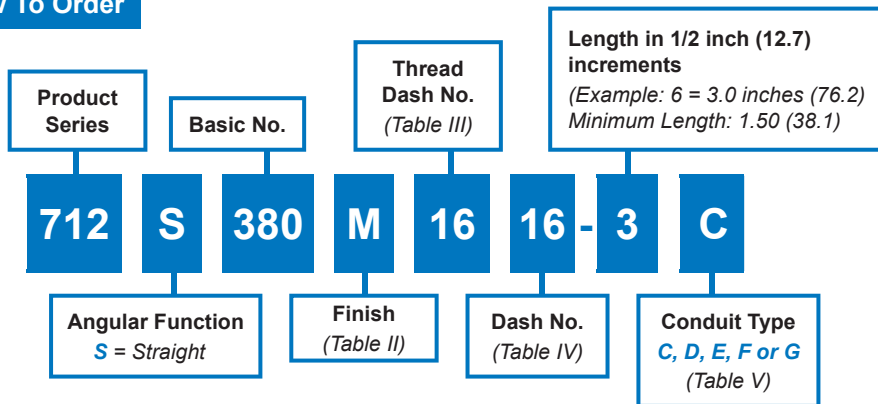 To Order
Product
Series
Basic No.
Thread
Dash No.
(Table III)
Length in 1/2 inch (12.7)
increments
(Example: 6 = 3.0 inches (76.2)
Minimum Length: 1.50 (38.1)
712 S 380 M 16 16 - 3 C
Angular Function
S = Straight
Finish
(Table II)
Dash No.
(Table IV)
Conduit Type
C, D, E, F or G
(Table V)